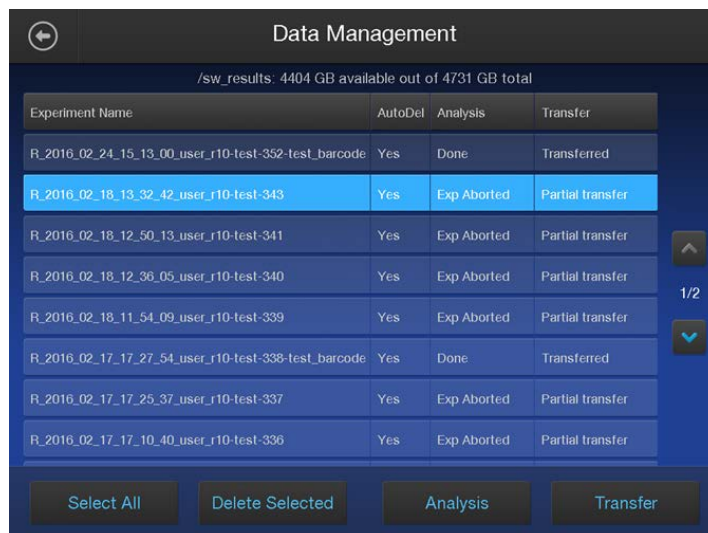 Data Management
/sw_results: 4404 GB available out of 4731 GB total
Experiment Name AutoDel Analysis Transfer
R_2016_02_24_15_13_00_user_r10-test-352-test_barcode Yes Done Transferred
R_2016_02_18_13_32_42_user_r10-test-343 Yes Exp Aborted Partial transfer
R_2016_02_18_12_50_13_user_r10-test-341 Yes Exp Aborted Partial transfer
R_2016_02_18_12_36_05_user_r10-test-340 Yes Exp Aborted Partial transfer
R_2016_02_18_11_54_09_user_r10-test-339 Yes Exp Aborted Partial transfer
R_2016_02_17_17_27_54_user_r10-test-338-test_barcode Yes Done Transferred
R_2016_02_17_17_25_37_user_r10-test-337 Yes Exp Aborted Partial transfer
R_2016_02_17_17_10_40_user_r10-test-336 Yes Exp Aborted Partial transfer
1/2
Select All Delete Selected Analysis Transfer